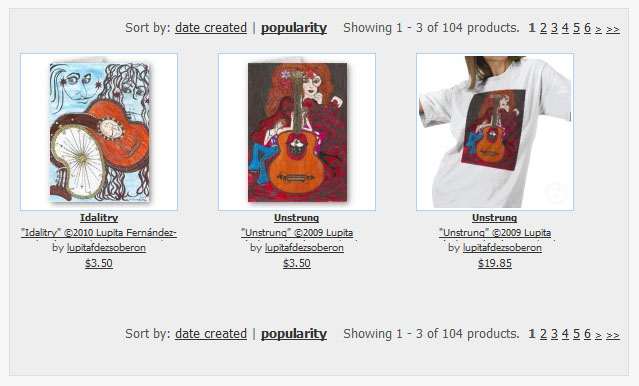 Sort by: date created | popularity Showing 1 - 3 of 104 products. 1 2 3 4 5 6 > >>
Idalitry
"Idalitry" ©2010 Lupita Fernández-
by lupitafdezsoberon
$3.50
Unstrung
"Unstrung" ©2009 Lupita
by lupitafdezsoberon
$3.50
Unstrung
"Unstrung" ©2009 Lupita
by lupitafdezsoberon
$19.85
Sort by: date created | popularity Showing 1 - 3 of 104 products. 1 2 3 4 5 6 > >>